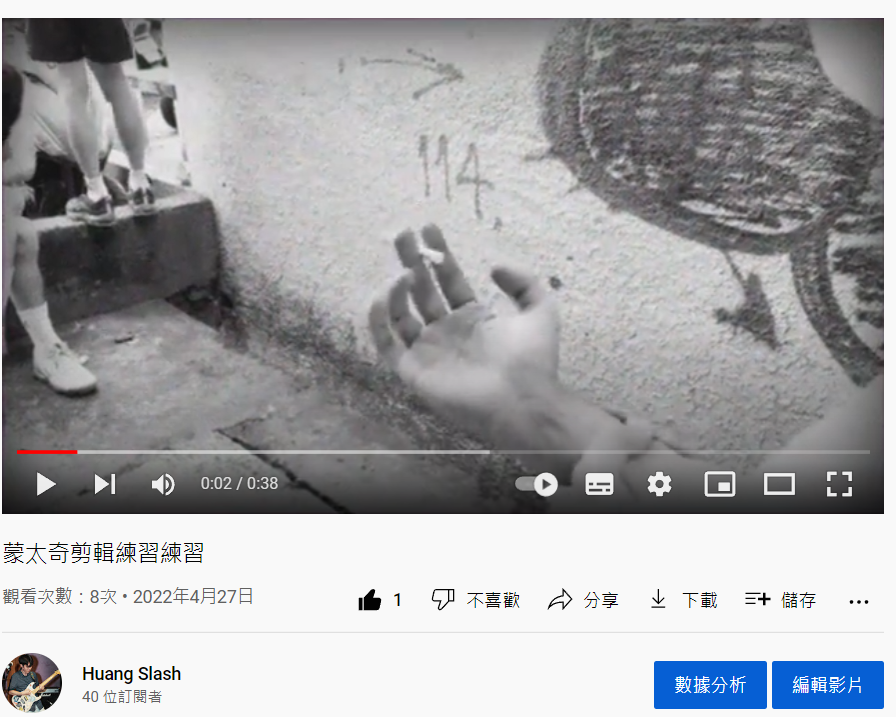 114
0:02 / 0:38
蒙太奇剪輯練習練習
觀看次數：8次 • 2022年4月27日
1 不喜歡 分享 下載 儲存
Huang Slash
40 位訂閱者
數據分析 編輯影片